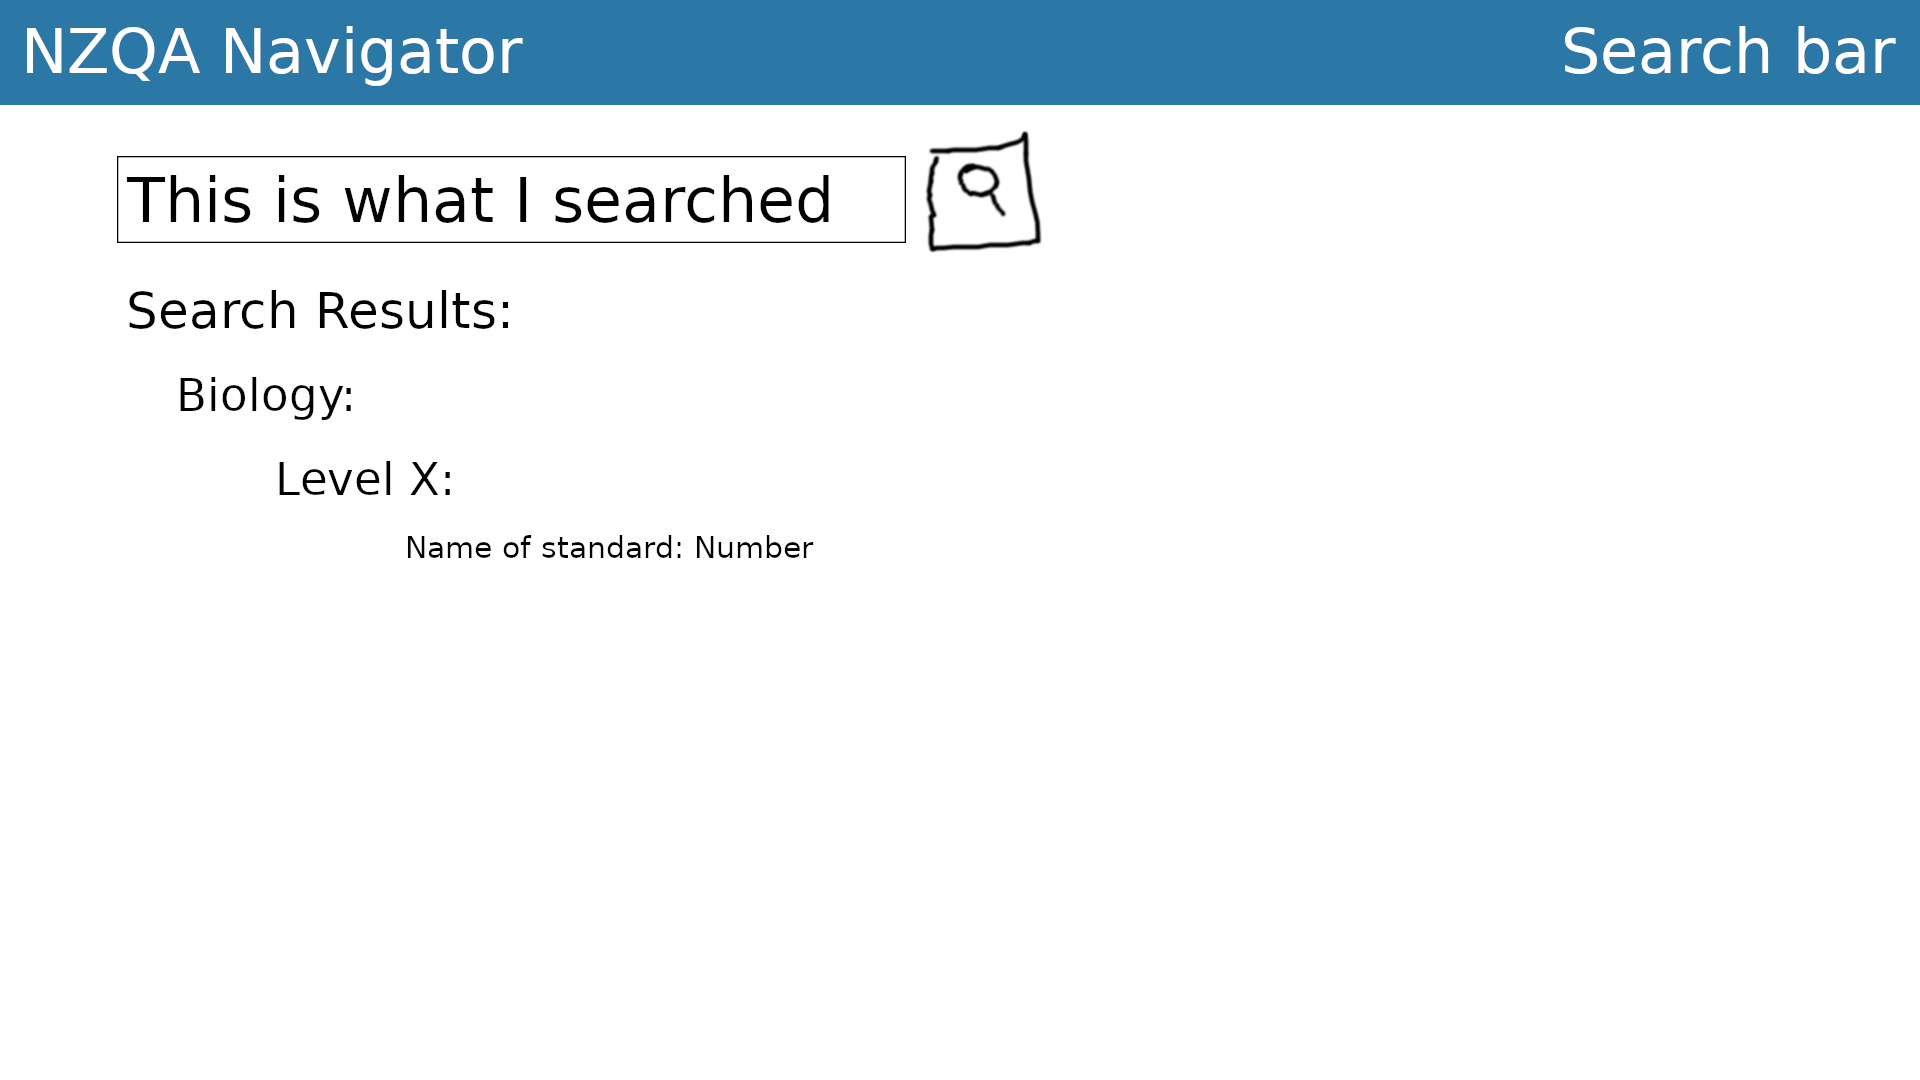 NZQA Navigator
Search bar
This is what I searched
Search Results:
Biology:
Level X:
Name of standard: Number